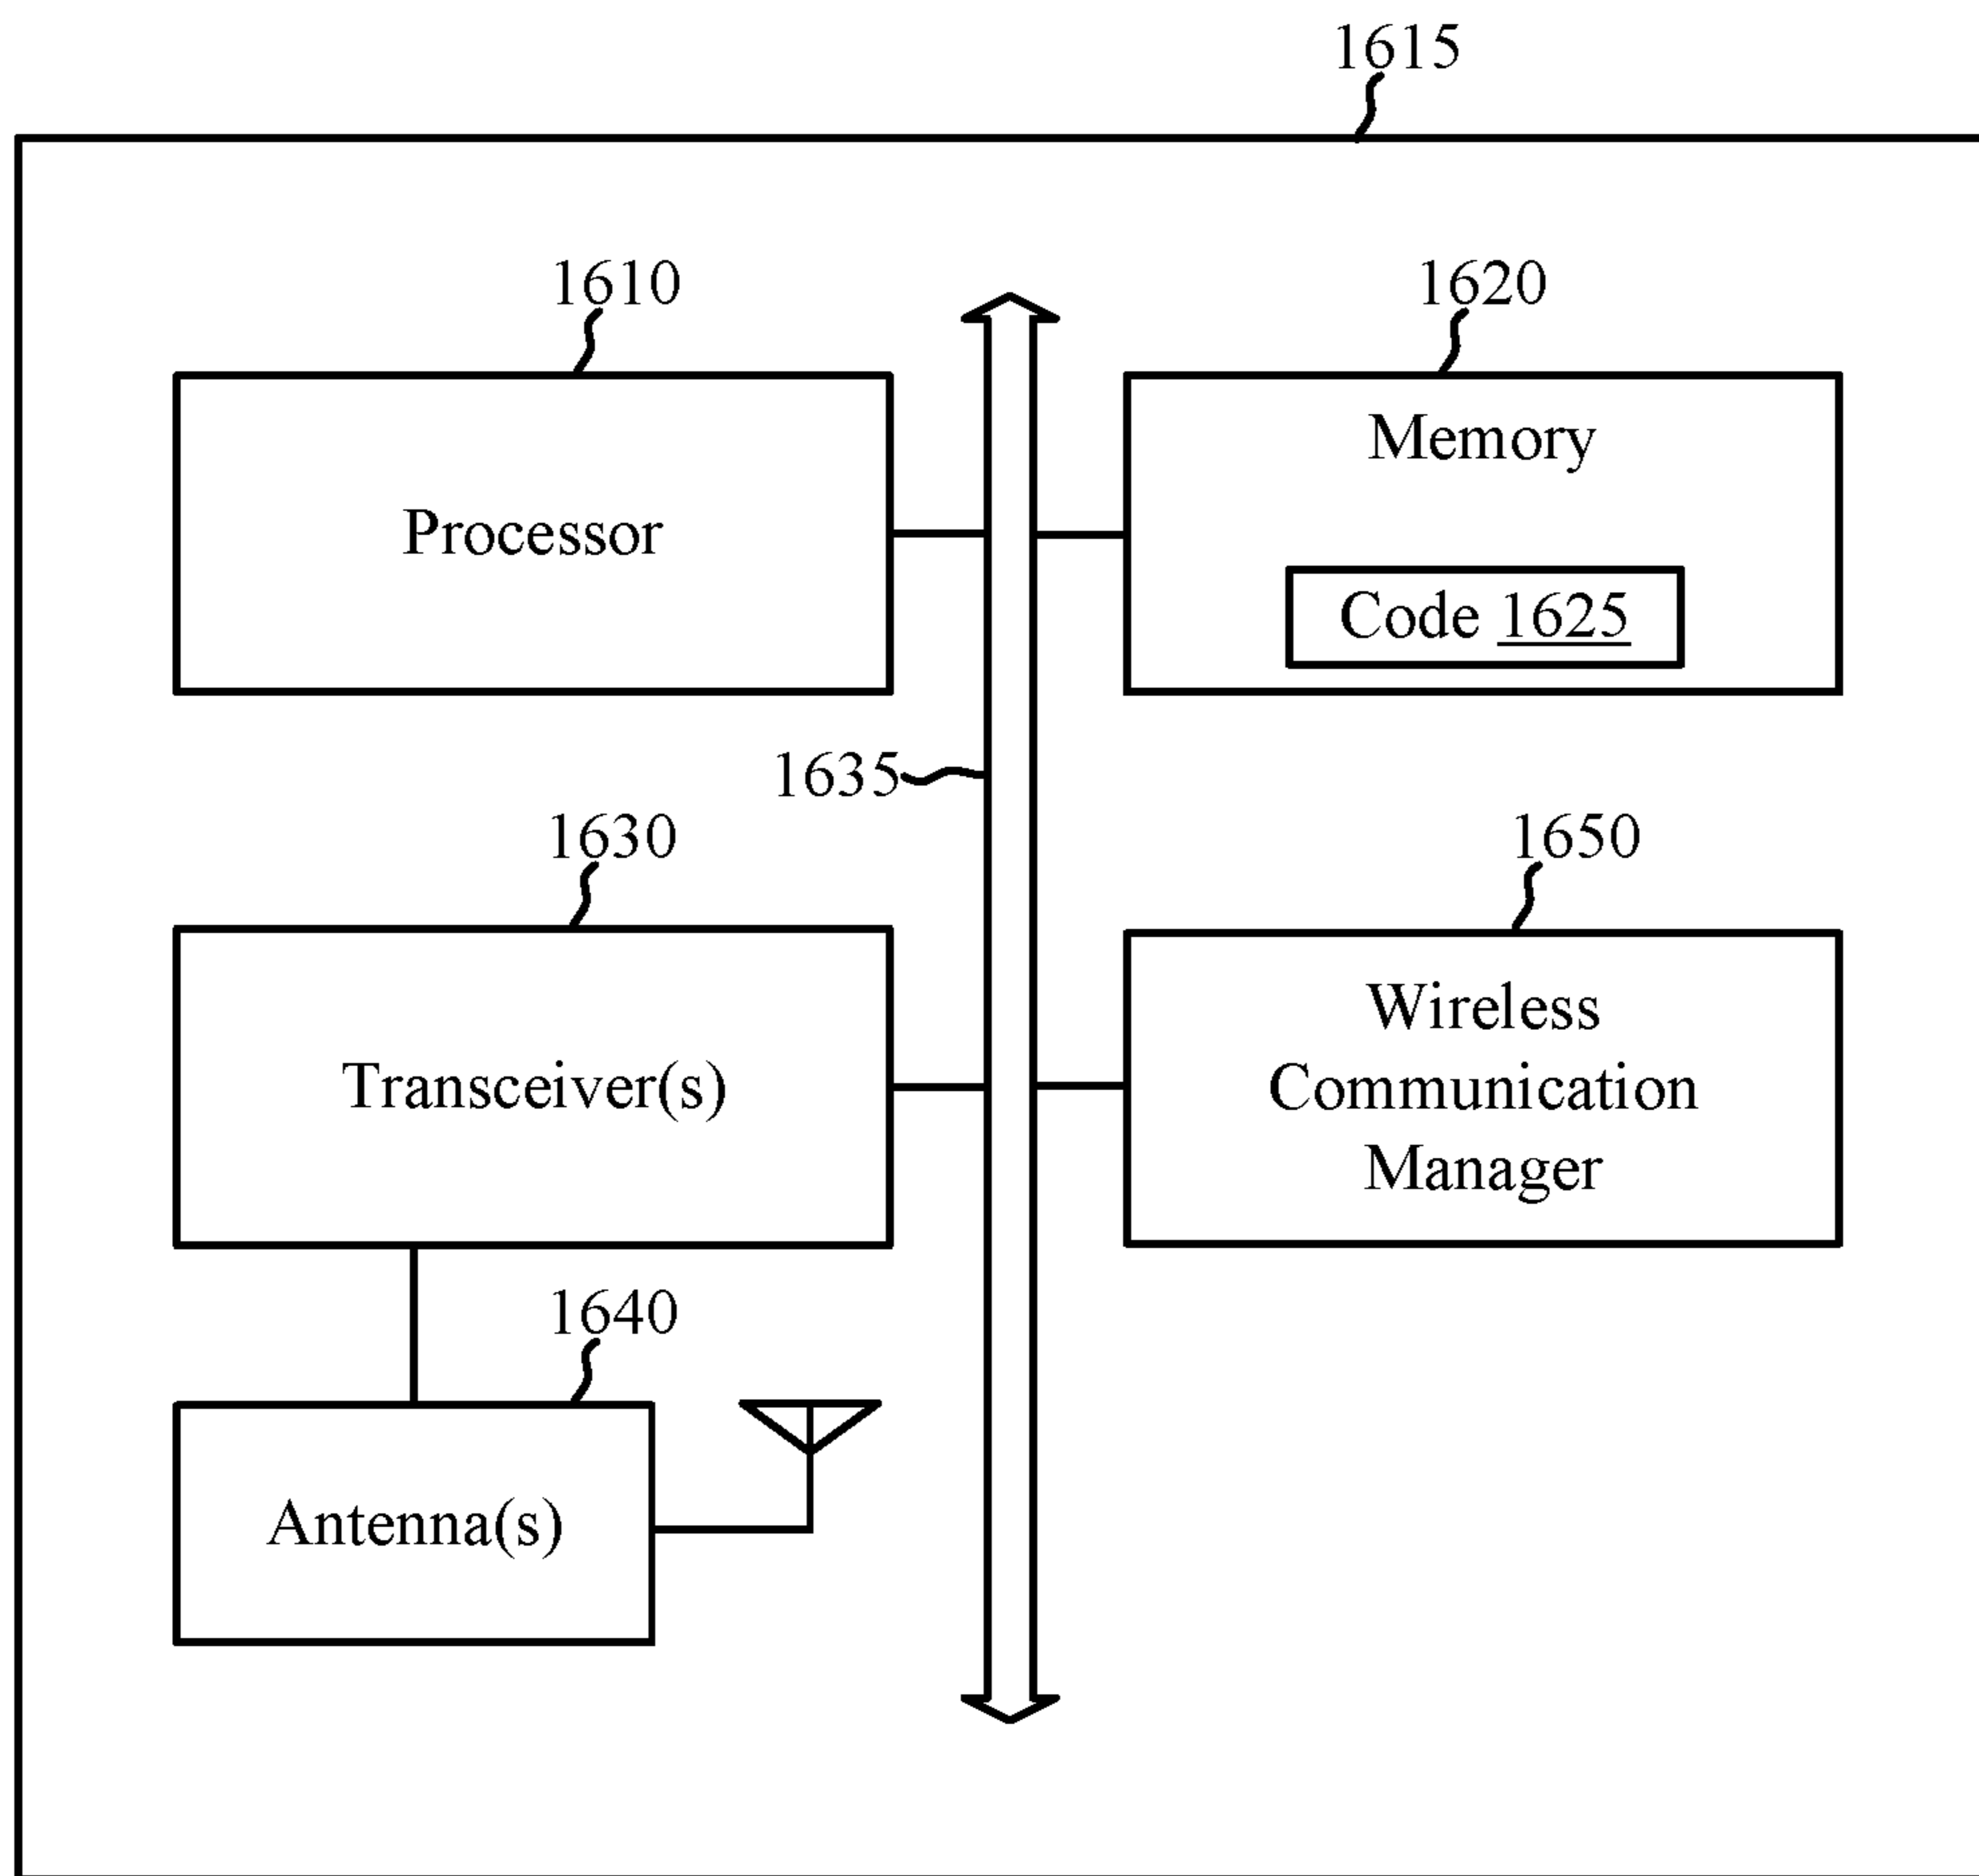 1615
1610
1620
Processor
Memory
Code 1625
1635
1630
1650
Transceiver(s)
Wireless
Communication
Manager
1640
Antenna(s)